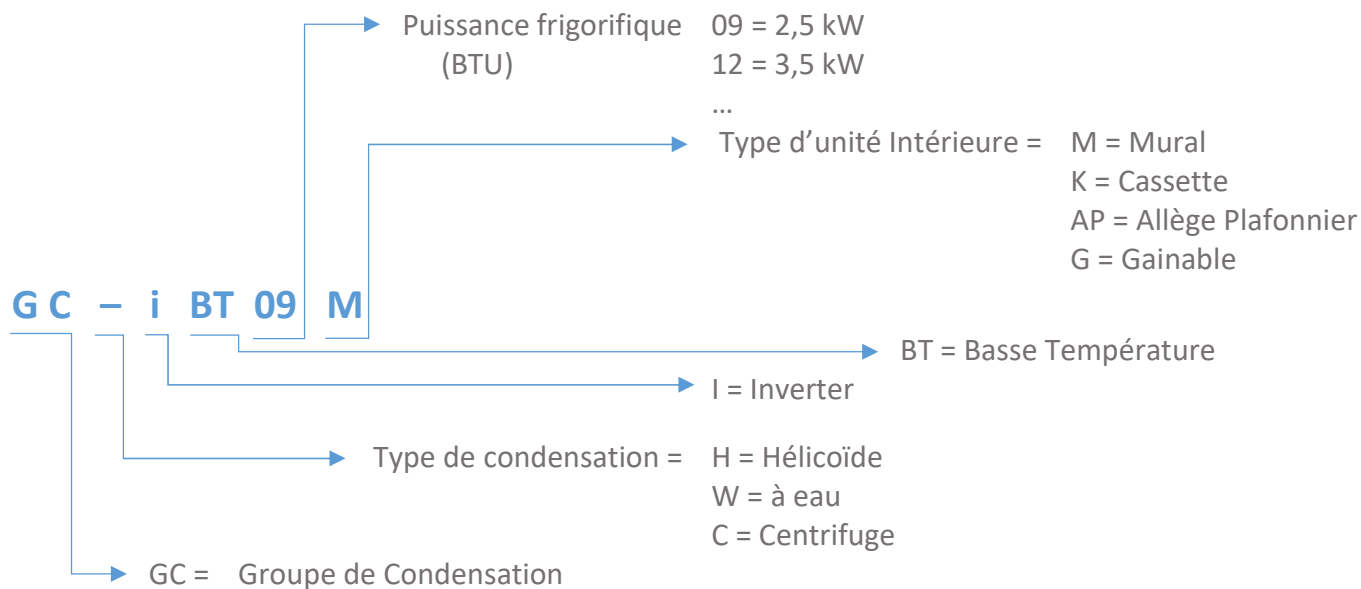 Puissance frigorifique 09 = 2,5 kW
(BTU) 12 = 3,5 kW
...
Type d’unité Intérieure = M = Mural
K = Cassette
AP = Allège Plafonnier
G = Gainable
G C – i BT 09 M
BT = Basse Température
I = Inverter
Type de condensation = H = Hélicoïde
W = à eau
C = Centrifuge
GC = Groupe de Condensation